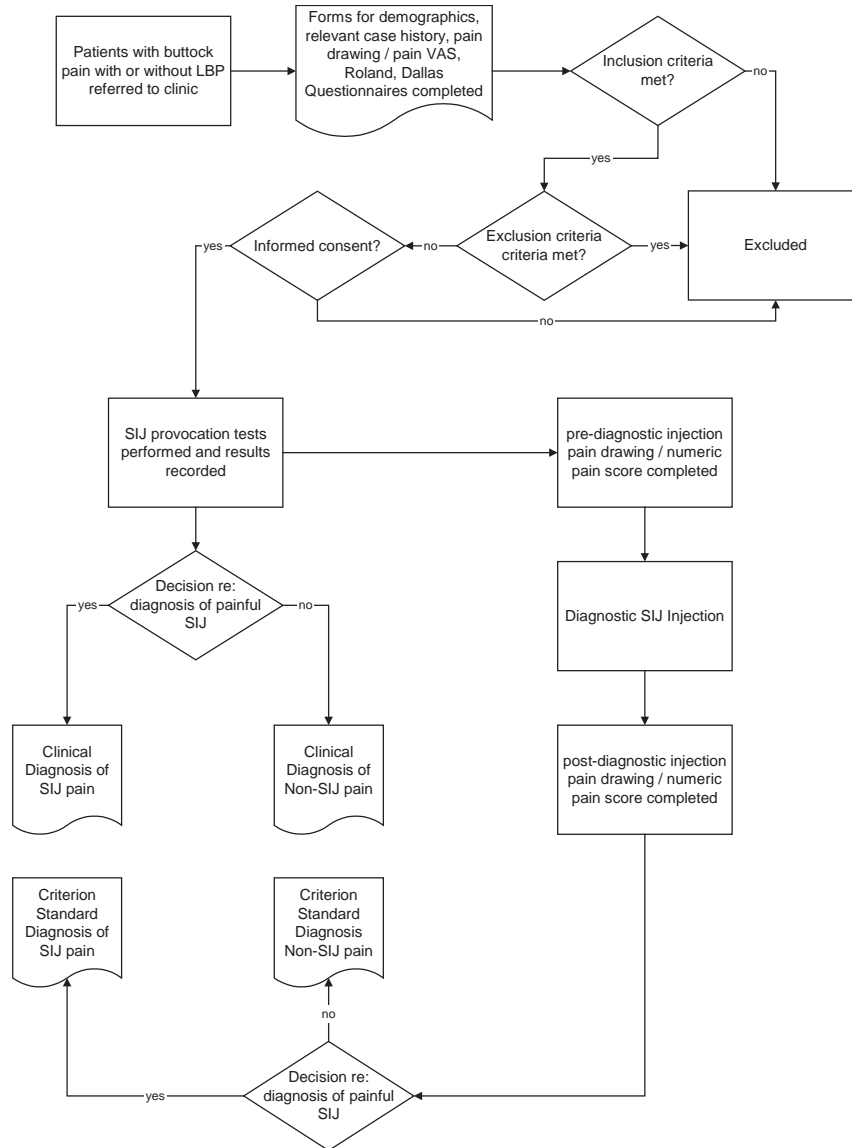 Patients with buttock
pain with or without LBP
referred to clinic
Forms for demographics,
relevant case history, pain
drawing / pain VAS,
Roland, Dallas
Questionnaires completed
Inclusion criteria
met?
no
yes
Informed consent?
yes
no
Exclusion criteria
criteria met?
yes
Excluded
no
SIJ provocation tests
performed and results
recorded
pre-diagnostic injection
pain drawing / numeric
pain score completed
Decision re:
diagnosis of painful
SIJ
yes
no
Diagnostic SIJ Injection
Clinical
Diagnosis of
SIJ pain
Clinical
Diagnosis of
Non-SIJ pain
post-diagnostic injection
pain drawing / numeric
pain score completed
Criterion
Standard
Diagnosis of
SIJ pain
Criterion
Standard
Diagnosis
Non-SIJ pain
no
yes
Decision re:
diagnosis of painful
SIJ